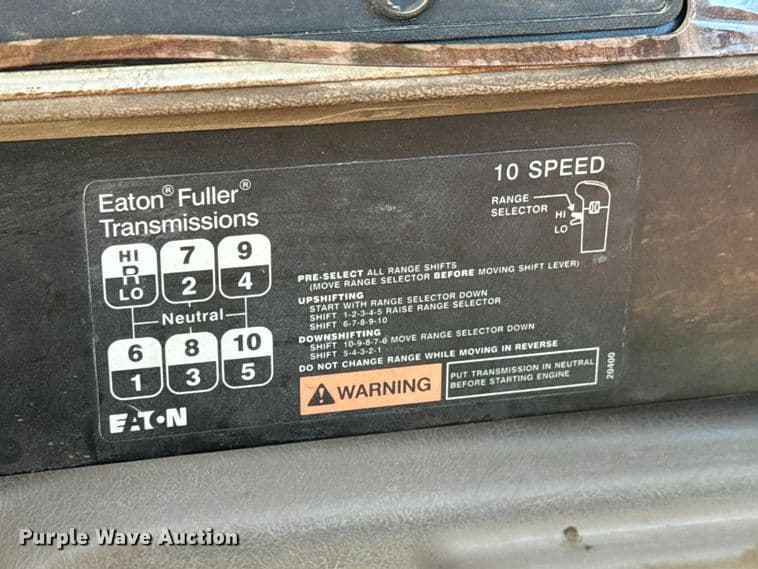 Eaton® Fuller®
Transmissions
10 SPEED
RANGE
SELECTOR
HI
LO
HI
R
LO
7
2
9
4
Neutral
6
1
8
3
10
5
PRE-SELECT ALL RANGE SHIFTS
(MOVE RANGE SELECTOR BEFORE MOVING SHIFT LEVER)
UPSHIFTING
START WITH RANGE SELECTOR DOWN
SHIFT 1-2-3-4-5 RAISE RANGE SELECTOR
SHIFT 6-7-8-9-10
DOWNSHIFTING
SHIFT 10-9-8-7-6 MOVE RANGE SELECTOR DOWN
SHIFT 5-4-3-2-1
DO NOT CHANGE RANGE WHILE MOVING IN REVERSE
WARNING
PUT TRANSMISSION IN NEUTRAL
BEFORE STARTING ENGINE
20400
EATON
Purple Wave Auction